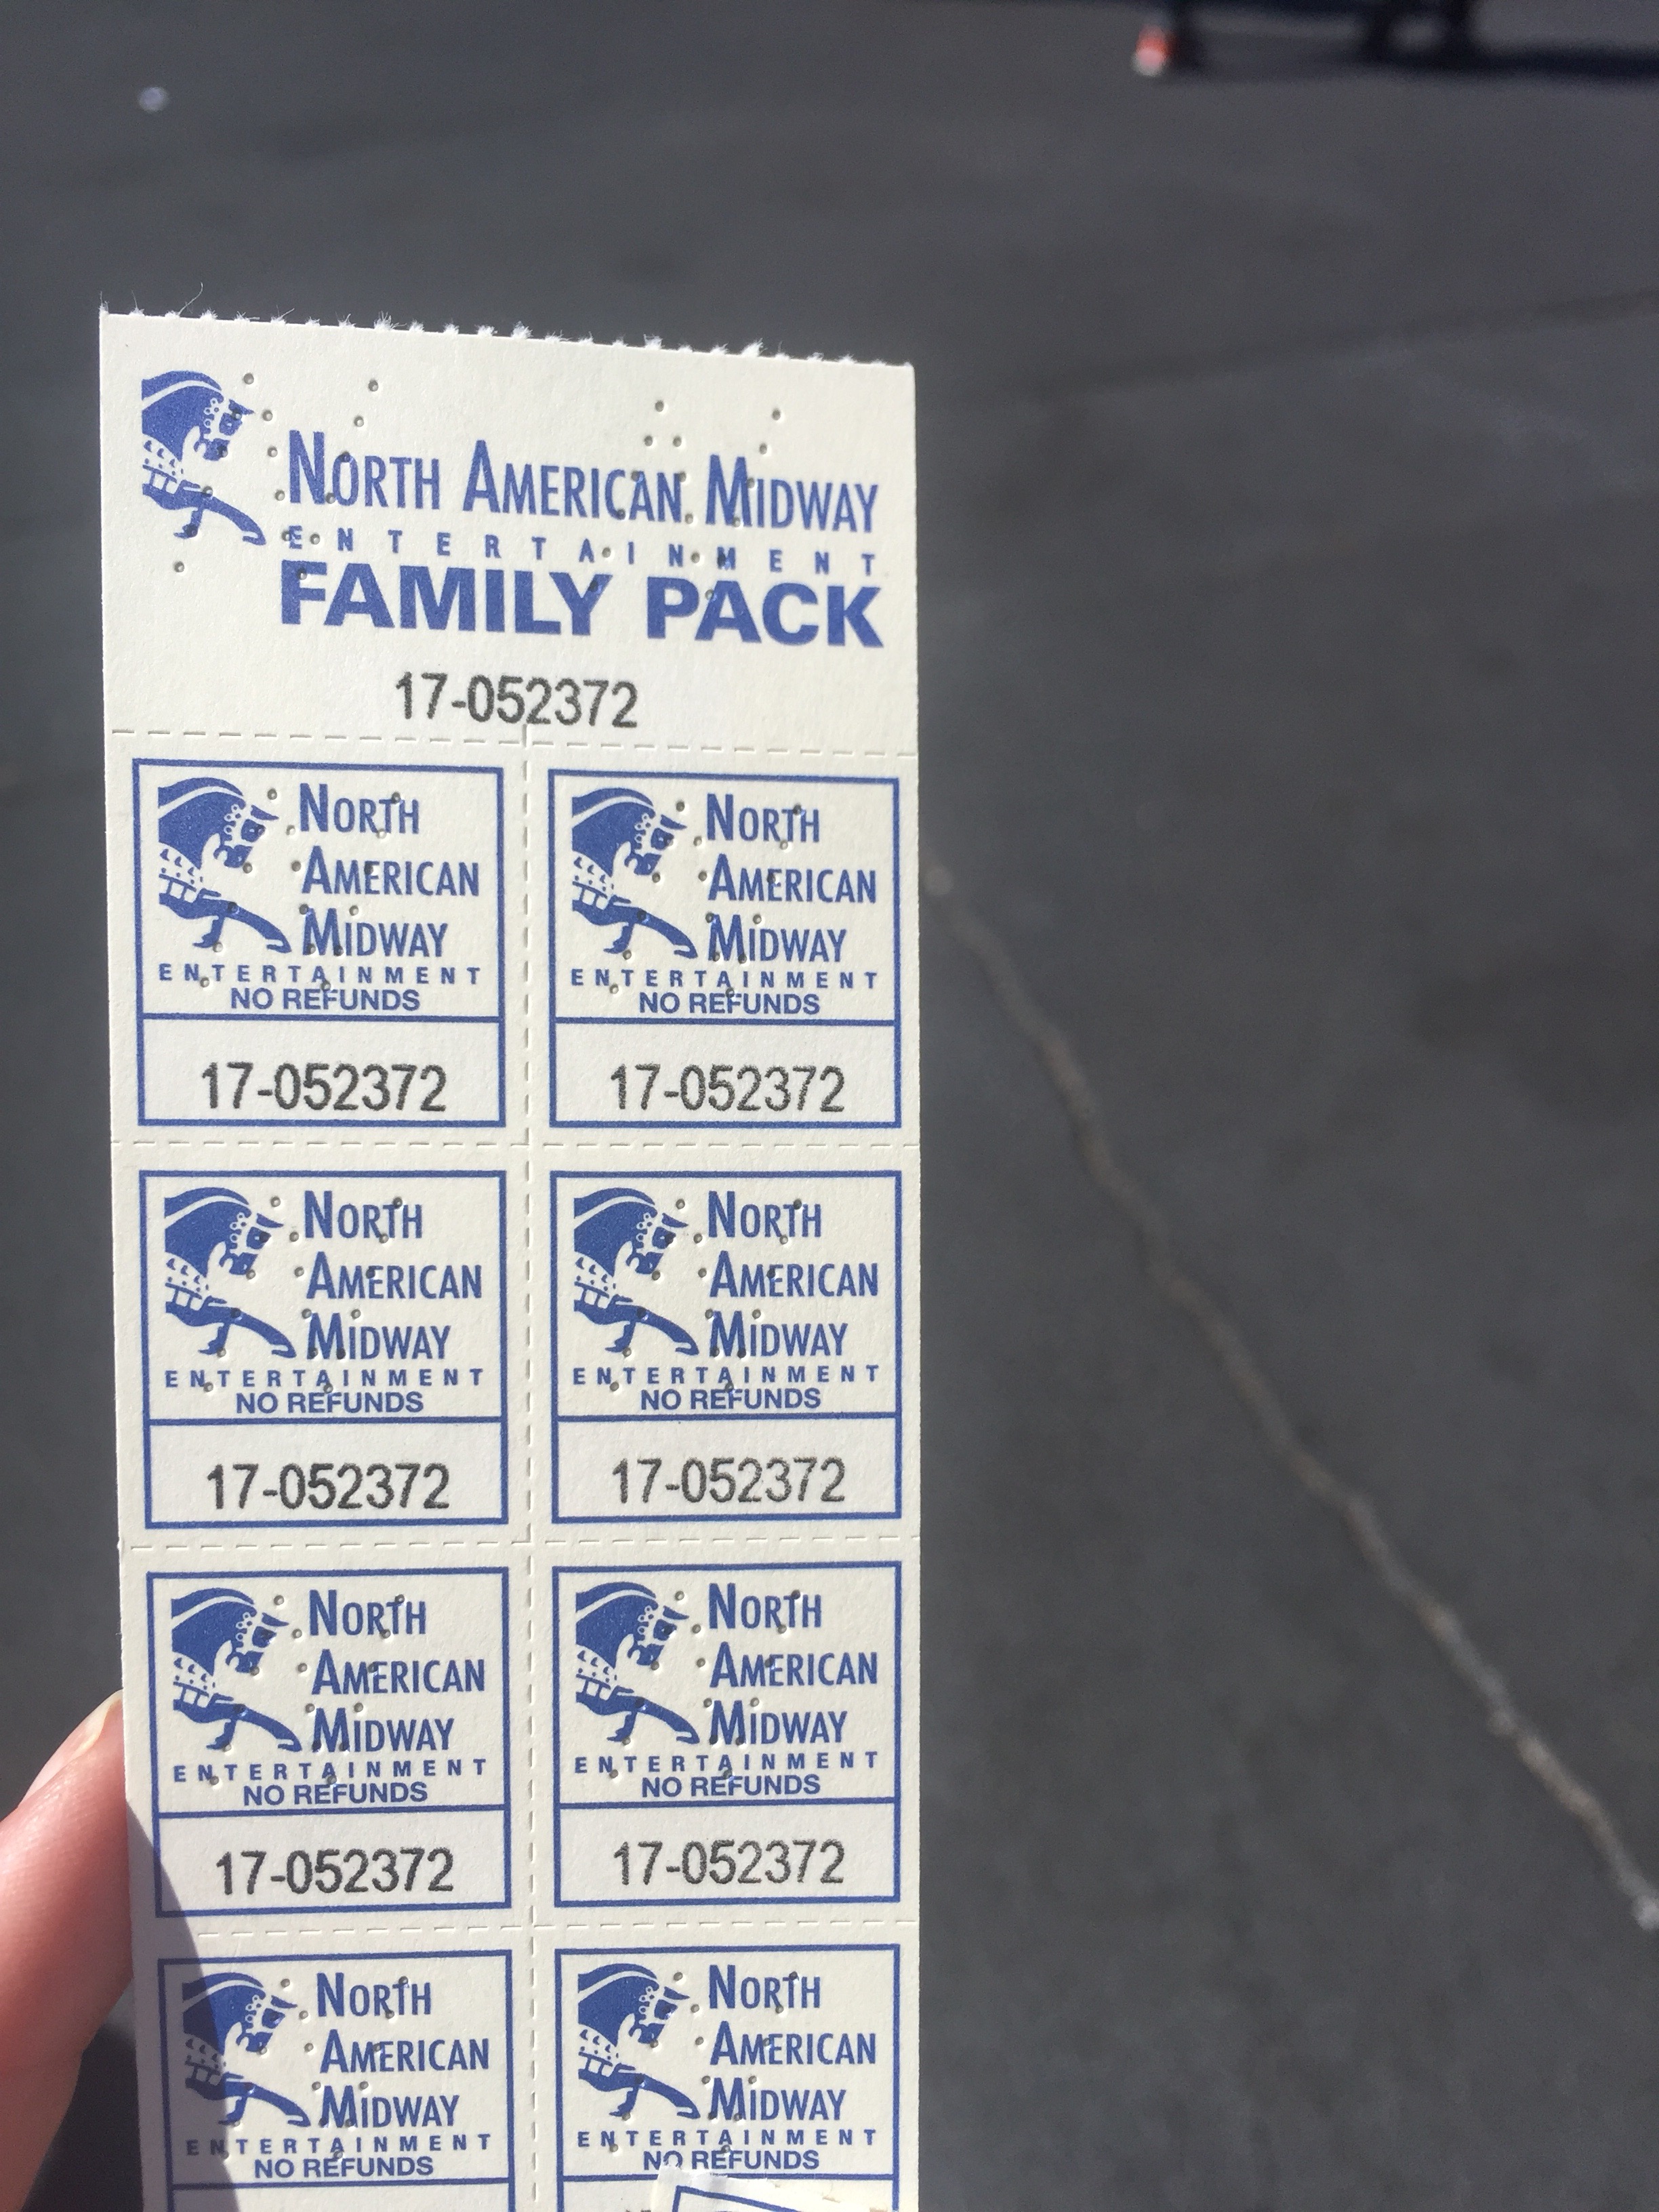 NORTH AMERICAN MIDWAY
ENTERTAINMENT
FAMILY PACK
17-052372
NORTH
AMERICAN
MIDWAY
ENTERTAINMENT
NO REFUNDS
17-052372
NORTH
AMERICAN
MIDWAY
ENTERTAINMENT
NO REFUNDS
17-052372
NORTH
AMERICAN
MIDWAY
ENTERTAINMENT
NO REFUNDS
17-052372
NORTH
AMERICAN
MIDWAY
ENTERTAINMENT
NO REFUNDS
17-052372
NORTH
AMERICAN
MIDWAY
ENTERTAINMENT
NO REFUNDS
17-052372
NORTH
AMERICAN
MIDWAY
ENTERTAINMENT
NO REFUNDS
17-052372
NORTH
AMERICAN
MIDWAY
ENTERTAINMENT
NO REFUNDS
NORTH
AMERICAN
MIDWAY
ENTERTAINMENT
NO REFUNDS